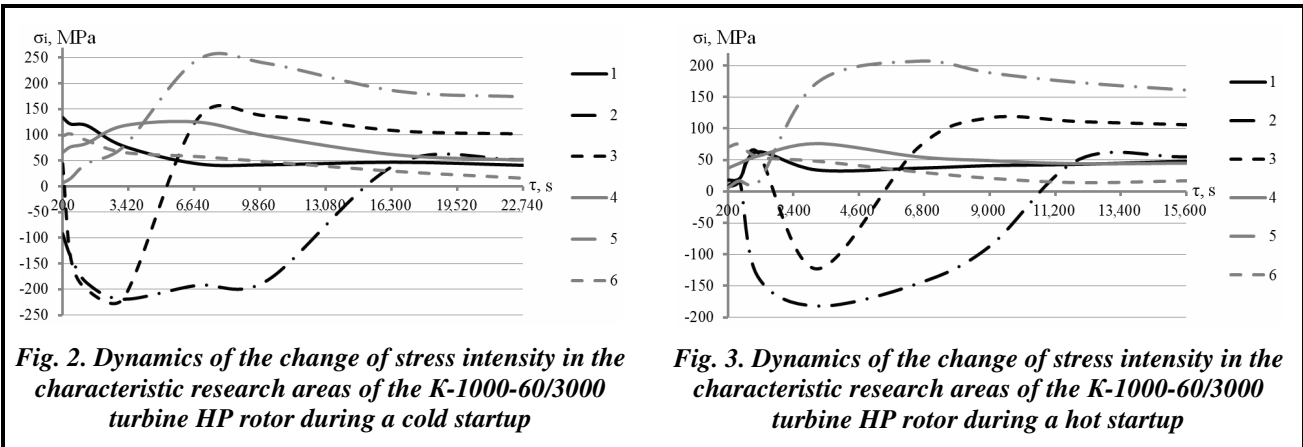 σi, MPa
250
200
150
100
50
0
-50
-100
-150
-200
-250
200 3,420 6,640 9,860 13,080 16,300 19,520 22,740
τ, s
1
2
3
4
5
6
Fig. 2. Dynamics of the change of stress intensity in the
characteristic research areas of the K-1000-60/3000
turbine HP rotor during a cold startup
σi, MPa
200
150
100
50
0
-50
-100
-150
-200
200 2,400 4,600 6,800 9,000 11,200 13,400 15,600
τ, s
1
2
3
4
5
6
Fig. 3. Dynamics of the change of stress intensity in the
characteristic research areas of the K-1000-60/3000
turbine HP rotor during a hot startup